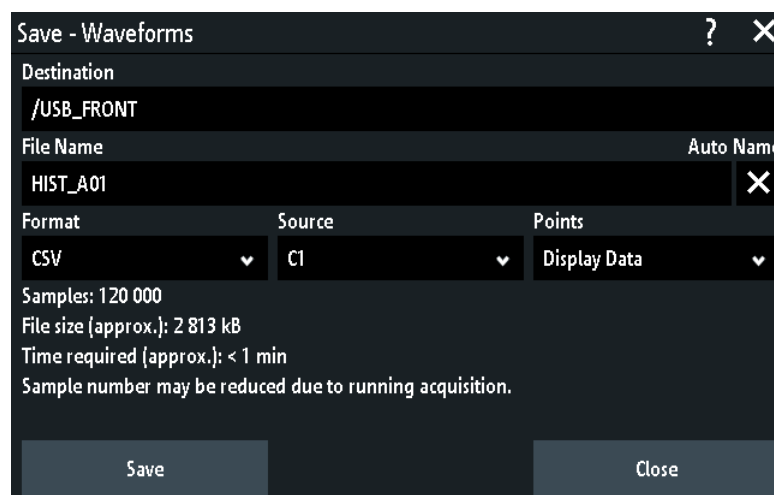 Save - Waveforms ?
Destination
/USB_FRONT
File Name Auto Name
HIST_A01
Format Source Points
CSV C1 Display Data
Samples: 120 000
File size (approx.): 2 813 kB
Time required (approx.): < 1 min
Sample number may be reduced due to running acquisition.
Save Close